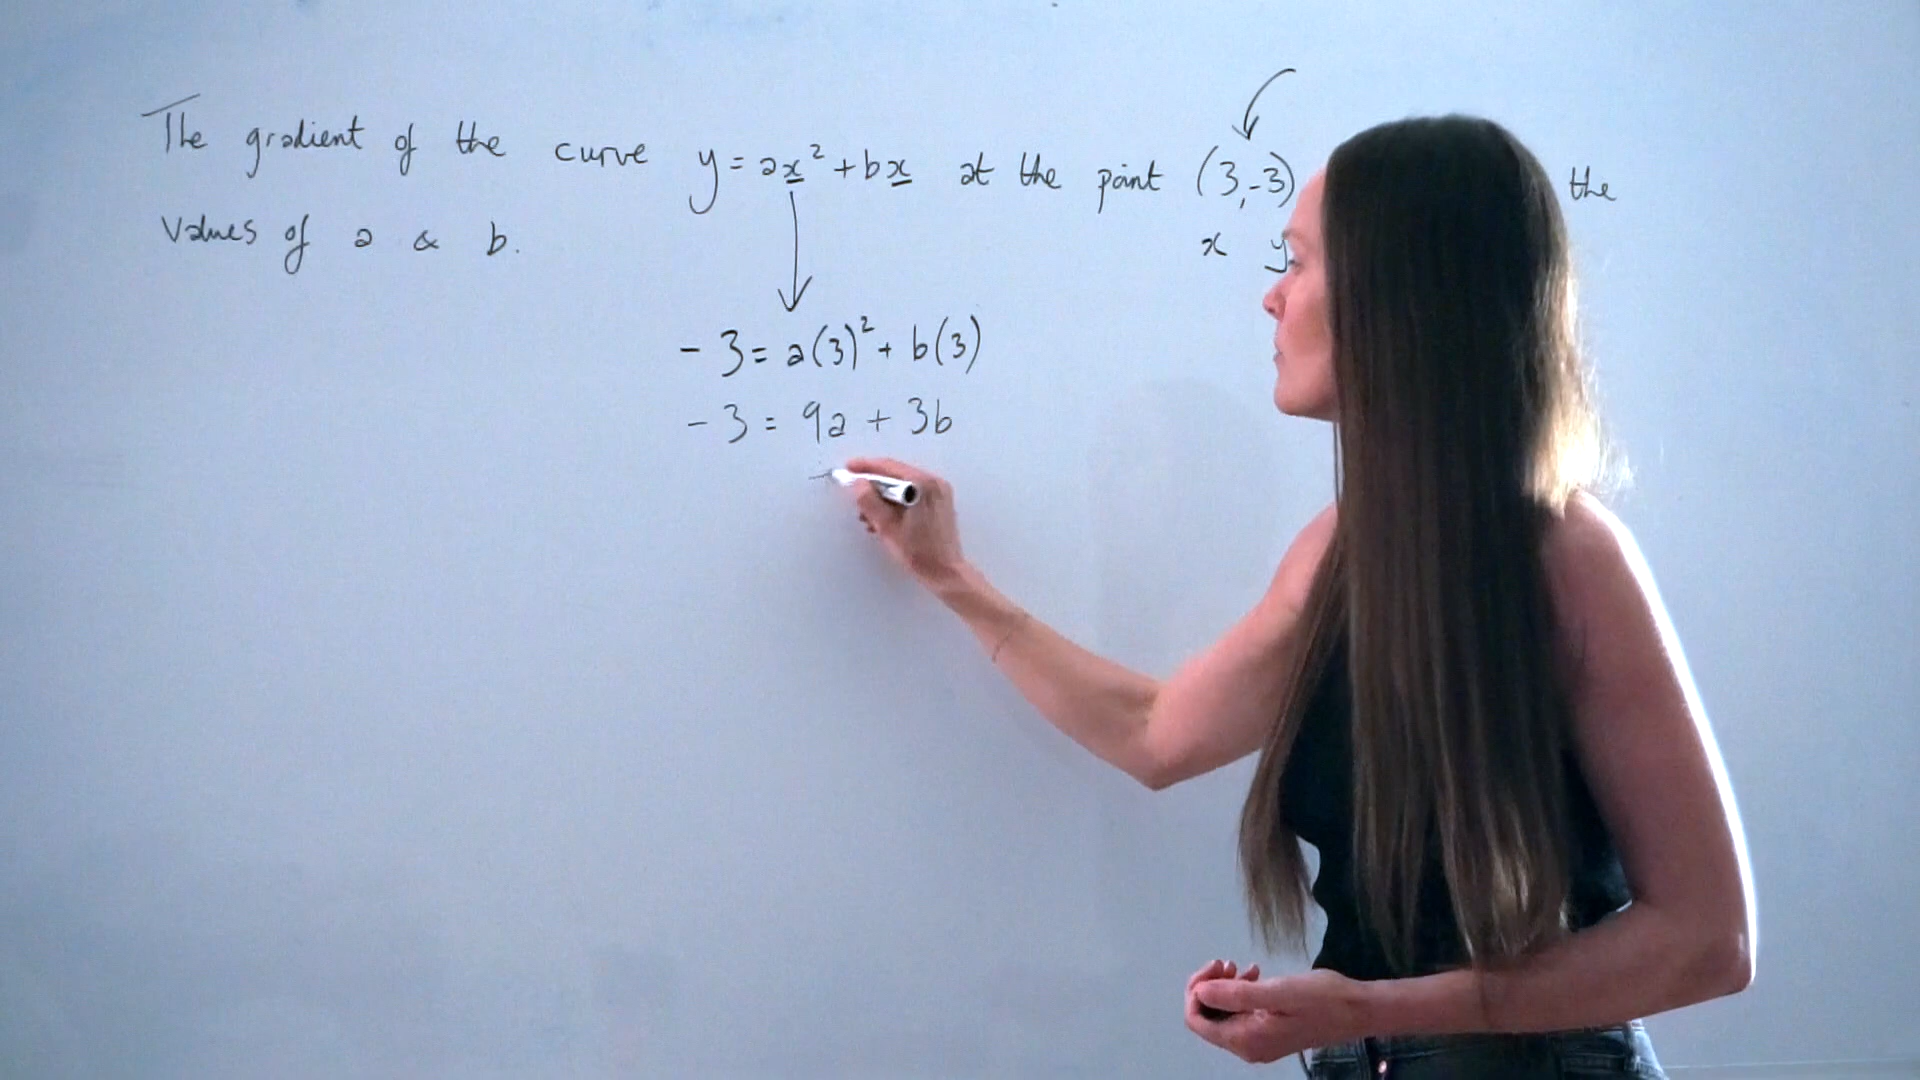 The gradient of the curve y = ax² + bx at the point (3,-3) the
values of a & b.
x y
-3 = a(3)² + b(3)
-3 = 9a + 3b